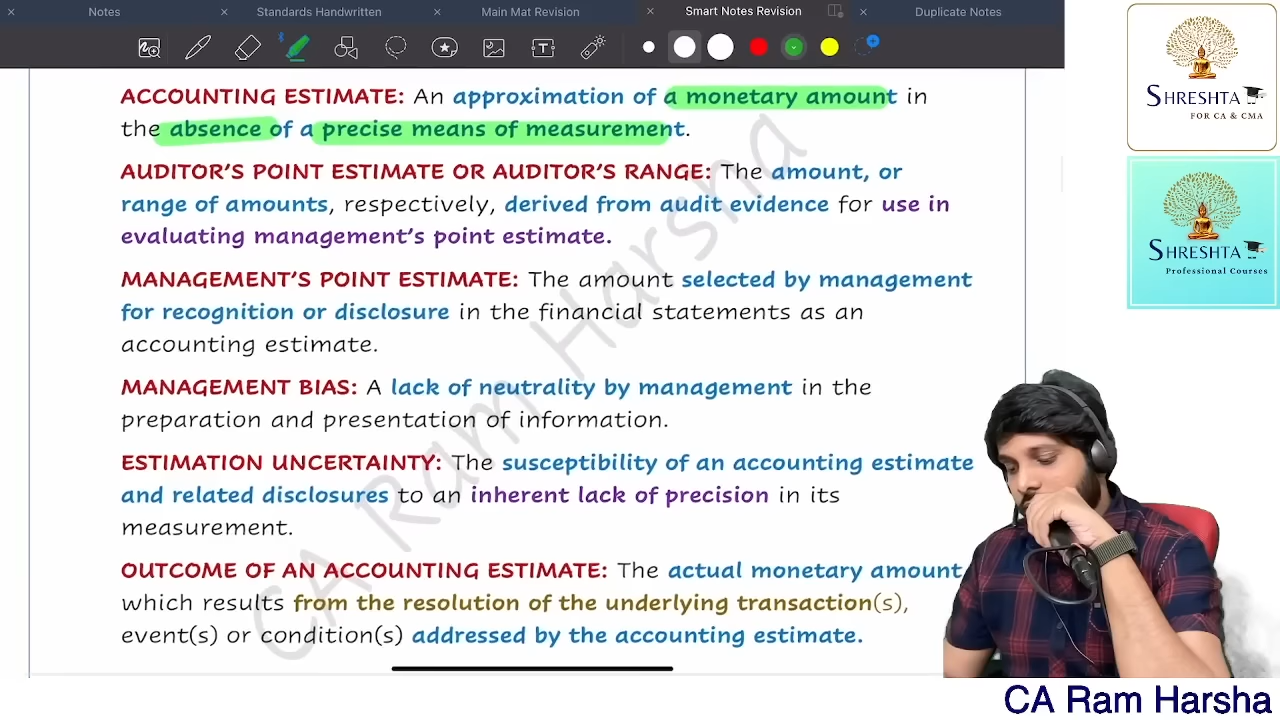 Notes
Standards Handwritten
Main Mat Revision
Smart Notes Revision
Duplicate Notes
ACCOUNTING ESTIMATE: An approximation of a monetary amount in
the absence of a precise means of measurement.
AUDITOR’S POINT ESTIMATE OR AUDITOR’S RANGE: The amount, or
range of amounts, respectively, derived from audit evidence for use in
evaluating management’s point estimate.
MANAGEMENT’S POINT ESTIMATE: The amount selected by management
for recognition or disclosure in the financial statements as an
accounting estimate.
MANAGEMENT BIAS: A lack of neutrality by management in the
preparation and presentation of information.
ESTIMATION UNCERTAINTY: The susceptibility of an accounting estimate
and related disclosures to an inherent lack of precision in its
measurement.
OUTCOME OF AN ACCOUNTING ESTIMATE: The actual monetary amount
which results from the resolution of the underlying transaction(s),
event(s) or condition(s) addressed by the accounting estimate.
CA Ram Harsha
SHRESHTA
FOR CA & CMA
SHRESHTA
Professional Courses
CA Ram Harsha